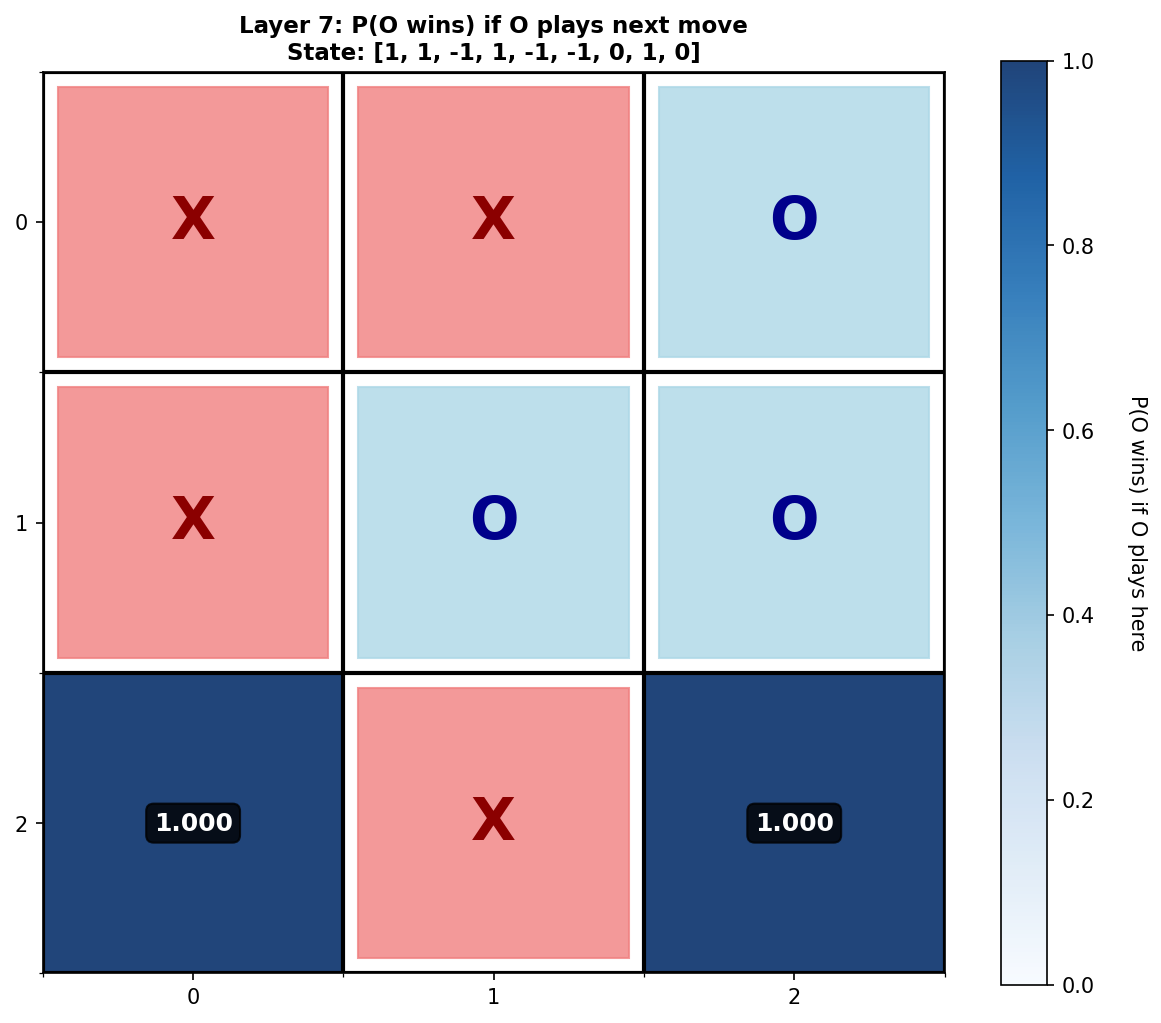 Layer 7: P(O wins) if O plays next move
State: [1, 1, -1, 1, -1, -1, 0, 1, 0]
X X O
X O O
1.000 X 1.000
0
1
2
0 1 2
1.0
0.8
0.6
0.4
0.2
0.0
P(O wins) if O plays here